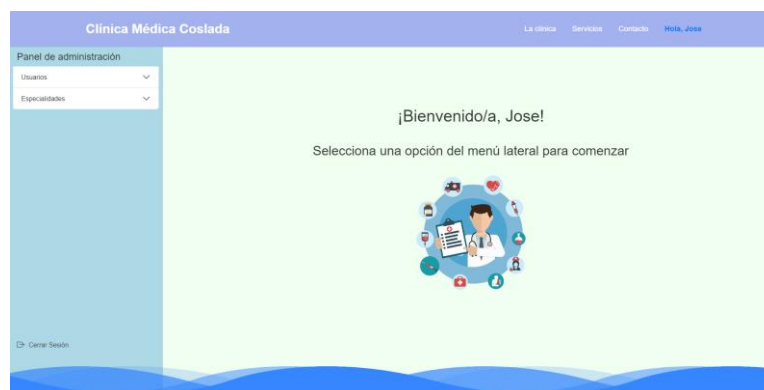 Clínica Médica Coslada
La clínica Servicios Contacto Hola, Jose
Panel de administración
Usuarios
Especialidades
¡Bienvenido/a, Jose!
Selecciona una opción del menú lateral para comenzar
Cerrar Sesión